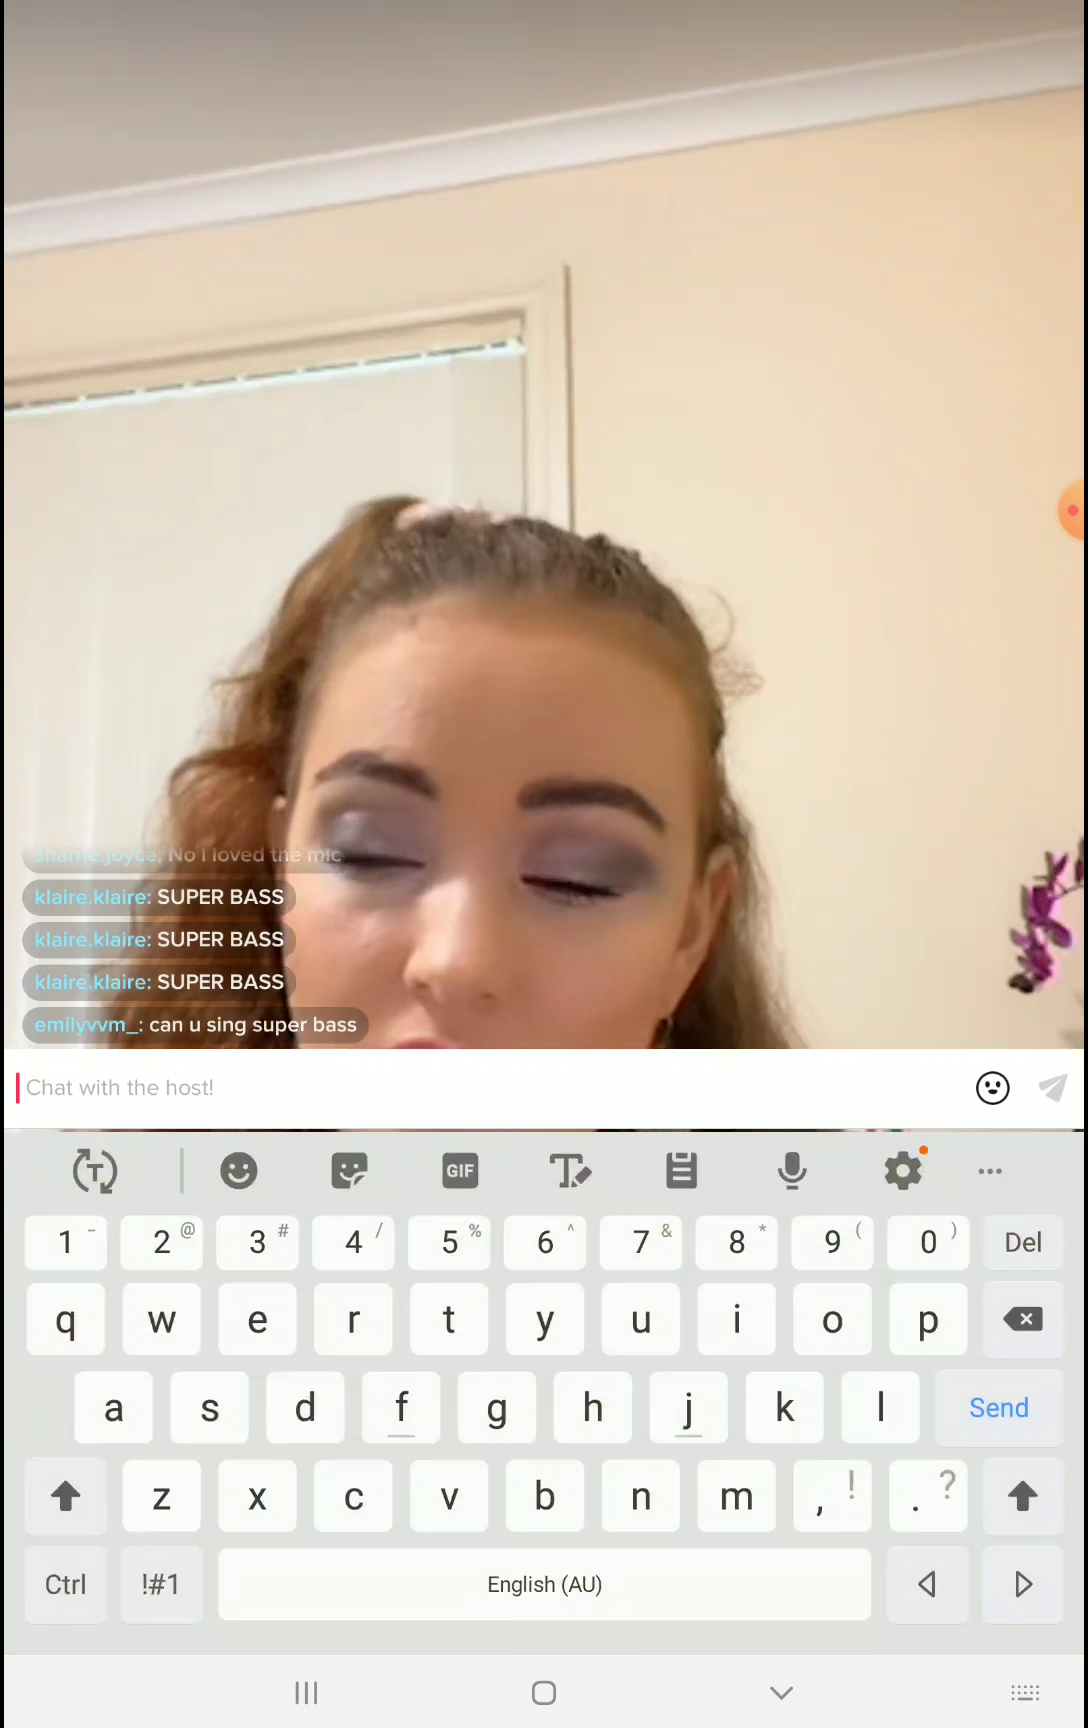 sharne.joyce: No I loved the mic
klaire.klaire: SUPER BASS
klaire.klaire: SUPER BASS
klaire.klaire: SUPER BASS
emilyvvm_: can u sing super bass
Chat with the host!
T GIF T
1 - 2 @ 3 # 4 / 5 % 6 ^ 7 & 8 * 9 ( 0 ) Del
q w e r t y u i o p
a s d f g h j k l Send
z x c v b n m , ! . ?
Ctrl !#1 English (AU)